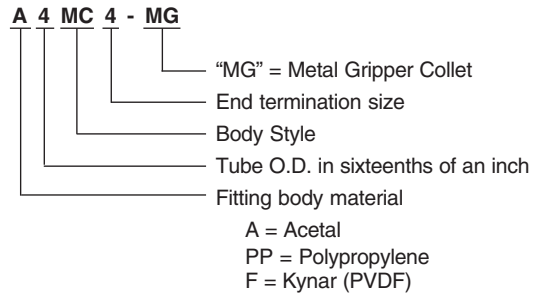 A 4 MC 4 - MG
“MG” = Metal Gripper Collet
End termination size
Body Style
Tube O.D. in sixteenths of an inch
Fitting body material
A = Acetal
PP = Polypropylene
F = Kynar (PVDF)